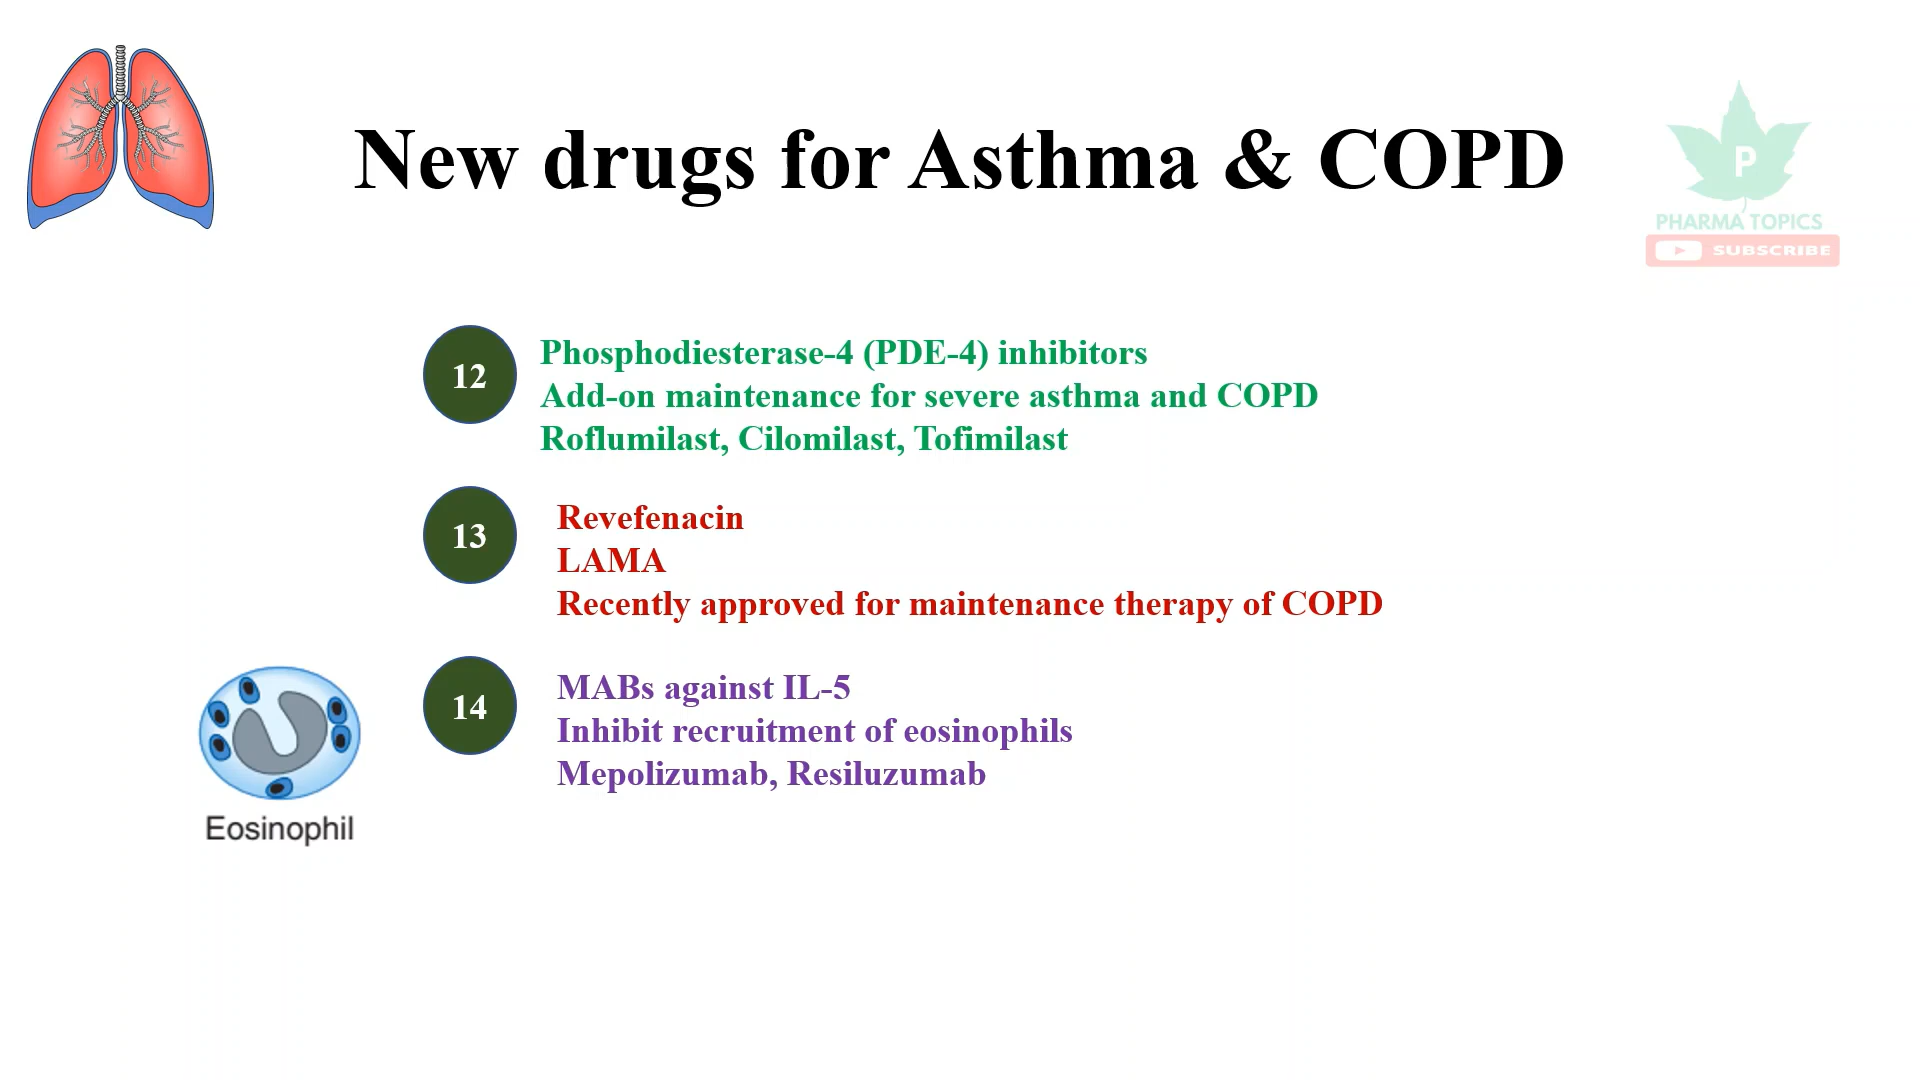 New drugs for Asthma & COPD
P
PHARMA TOPICS
SUBSCRIBE
12
Phosphodiesterase-4 (PDE-4) inhibitors
Add-on maintenance for severe asthma and COPD
Roflumilast, Cilomilast, Tofimilast
13
Revefenacin
LAMA
Recently approved for maintenance therapy of COPD
14
MABs against IL-5
Inhibit recruitment of eosinophils
Mepolizumab, Resiluzumab
Eosinophil